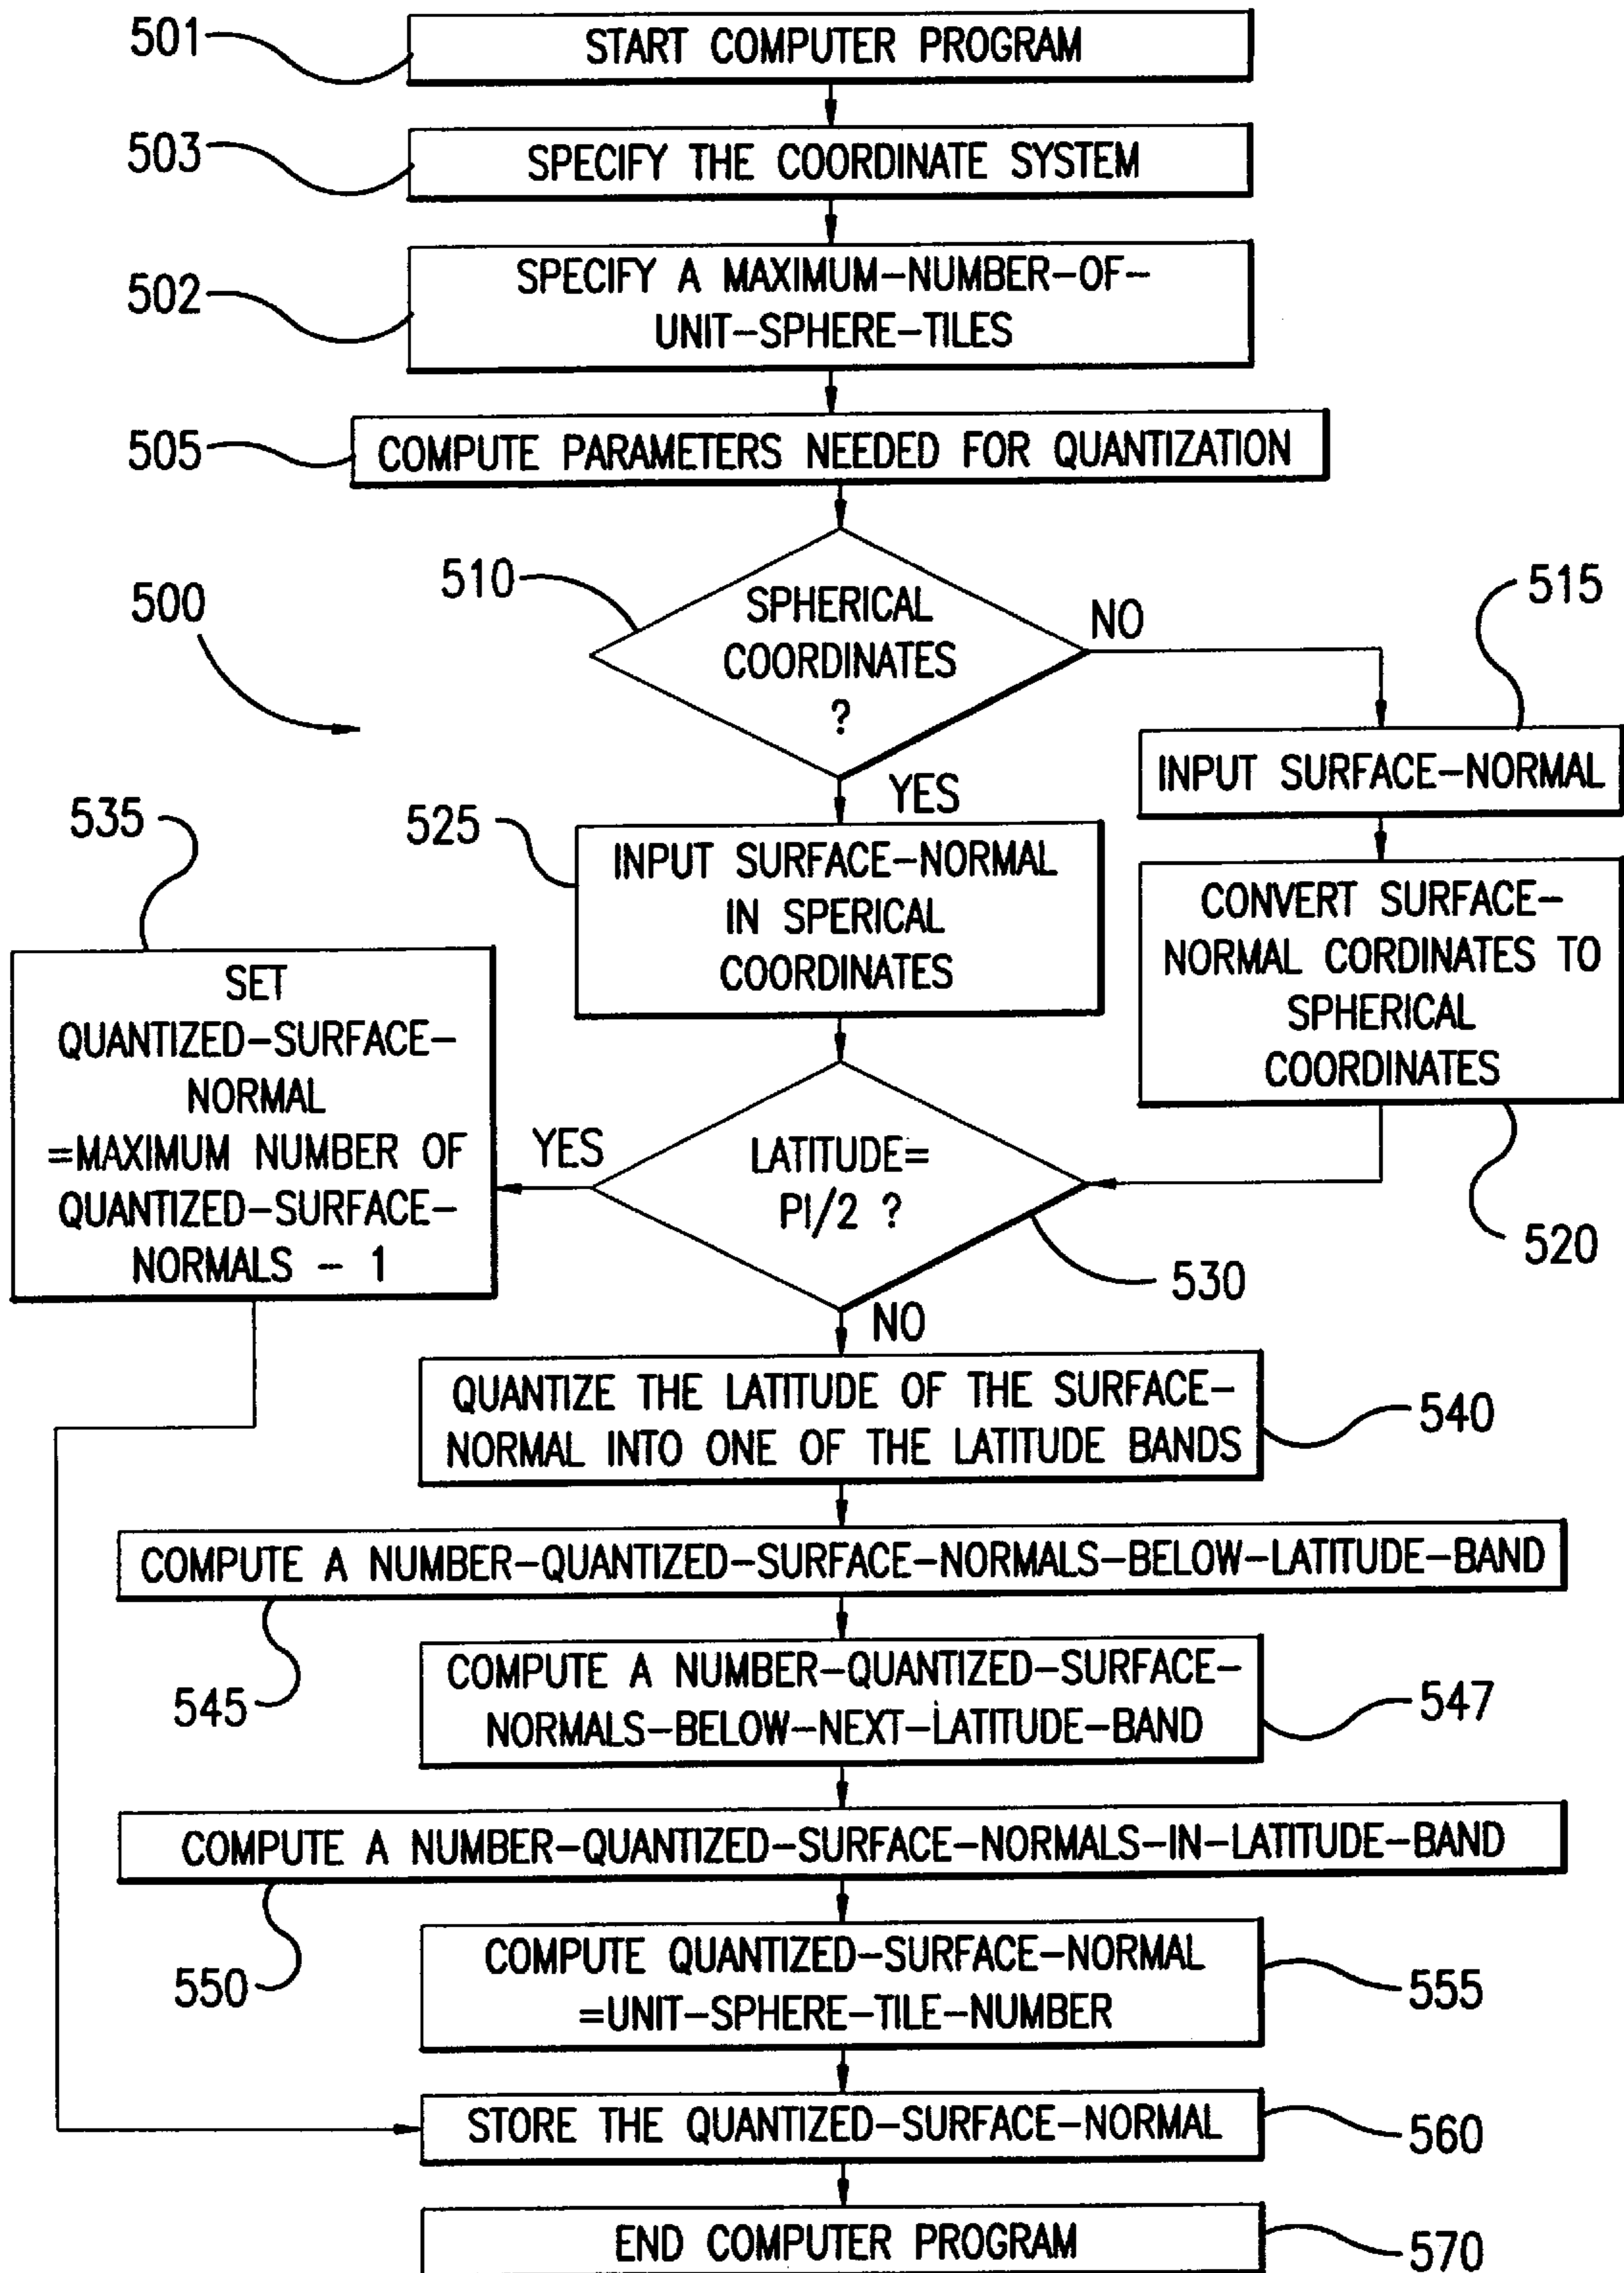 501
START COMPUTER PROGRAM
503
SPECIFY THE COORDINATE SYSTEM
502
SPECIFY A MAXIMUM-NUMBER-OF-
UNIT-SPHERE-TILES
505
COMPUTE PARAMETERS NEEDED FOR QUANTIZATION
500
510
SPHERICAL
COORDINATES
?
NO
515
INPUT SURFACE-NORMAL
YES
525
INPUT SURFACE-NORMAL
IN SPERICAL
COORDINATES
CONVERT SURFACE-
NORMAL CORDINATES TO
SPHERICAL
COORDINATES
520
535
SET
QUANTIZED-SURFACE-
NORMAL
=MAXIMUM NUMBER OF
QUANTIZED-SURFACE-
NORMALS - 1
YES
LATITUDE=
PI/2 ?
530
NO
QUANTIZE THE LATITUDE OF THE SURFACE-
NORMAL INTO ONE OF THE LATITUDE BANDS
540
COMPUTE A NUMBER-QUANTIZED-SURFACE-NORMALS-BELOW-LATITUDE-BAND
545
COMPUTE A NUMBER-QUANTIZED-SURFACE-
NORMALS-BELOW-NEXT-LATITUDE-BAND
547
COMPUTE A NUMBER-QUANTIZED-SURFACE-NORMALS-IN-LATITUDE-BAND
550
COMPUTE QUANTIZED-SURFACE-NORMAL
=UNIT-SPHERE-TILE-NUMBER
555
STORE THE QUANTIZED-SURFACE-NORMAL
560
END COMPUTER PROGRAM
570